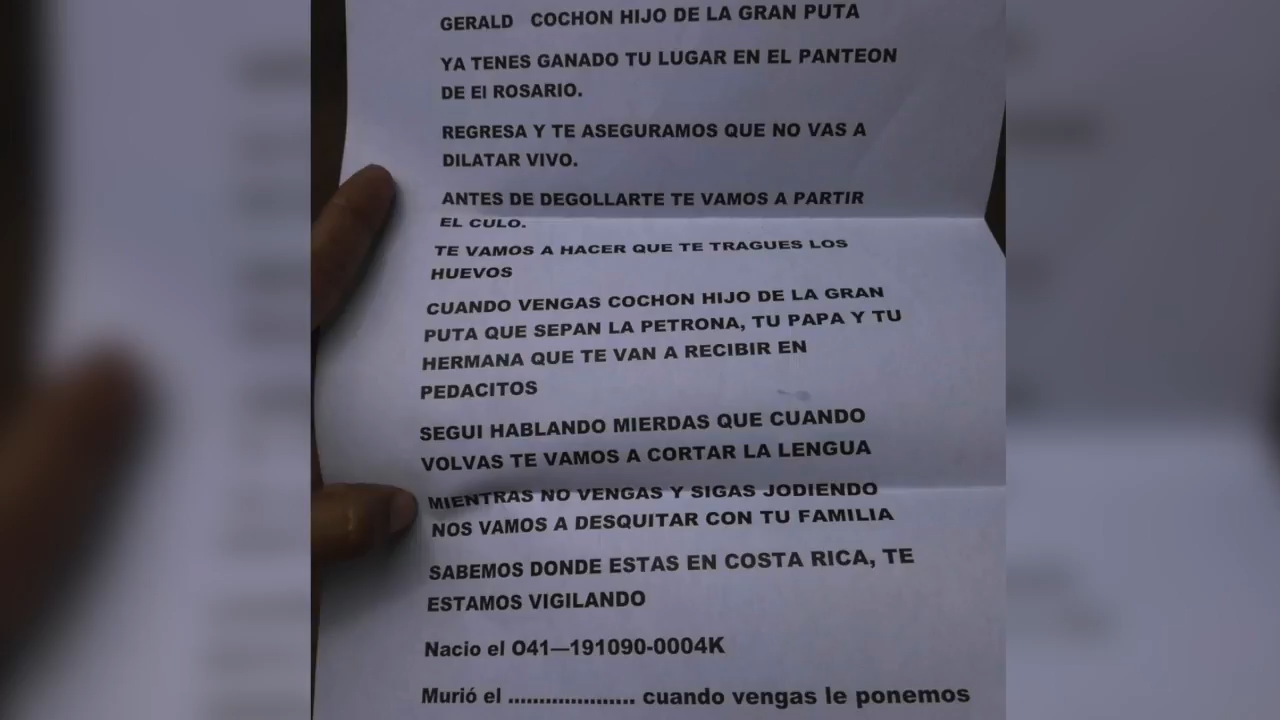 GERALD COCHON HIJO DE LA GRAN PUTA
YA TENES GANADO TU LUGAR EN EL PANTEON
DE El ROSARIO.
REGRESA Y TE ASEGURAMOS QUE NO VAS A
DILATAR VIVO.
ANTES DE DEGOLLARTE TE VAMOS A PARTIR
EL CULO.
TE VAMOS A HACER QUE TE TRAGUES LOS
HUEVOS
CUANDO VENGAS COCHON HIJO DE LA GRAN
PUTA QUE SEPAN LA PETRONA, TU PAPA Y TU
HERMANA QUE TE VAN A RECIBIR EN
PEDACITOS
SEGUI HABLANDO MIERDAS QUE CUANDO
VOLVAS TE VAMOS A CORTAR LA LENGUA
MIENTRAS NO VENGAS Y SIGAS JODIENDO
NOS VAMOS A DESQUITAR CON TU FAMILIA
SABEMOS DONDE ESTAS EN COSTA RICA, TE
ESTAMOS VIGILANDO
Nacio el O41—191090-0004K
Murió el .................... cuando vengas le ponemos